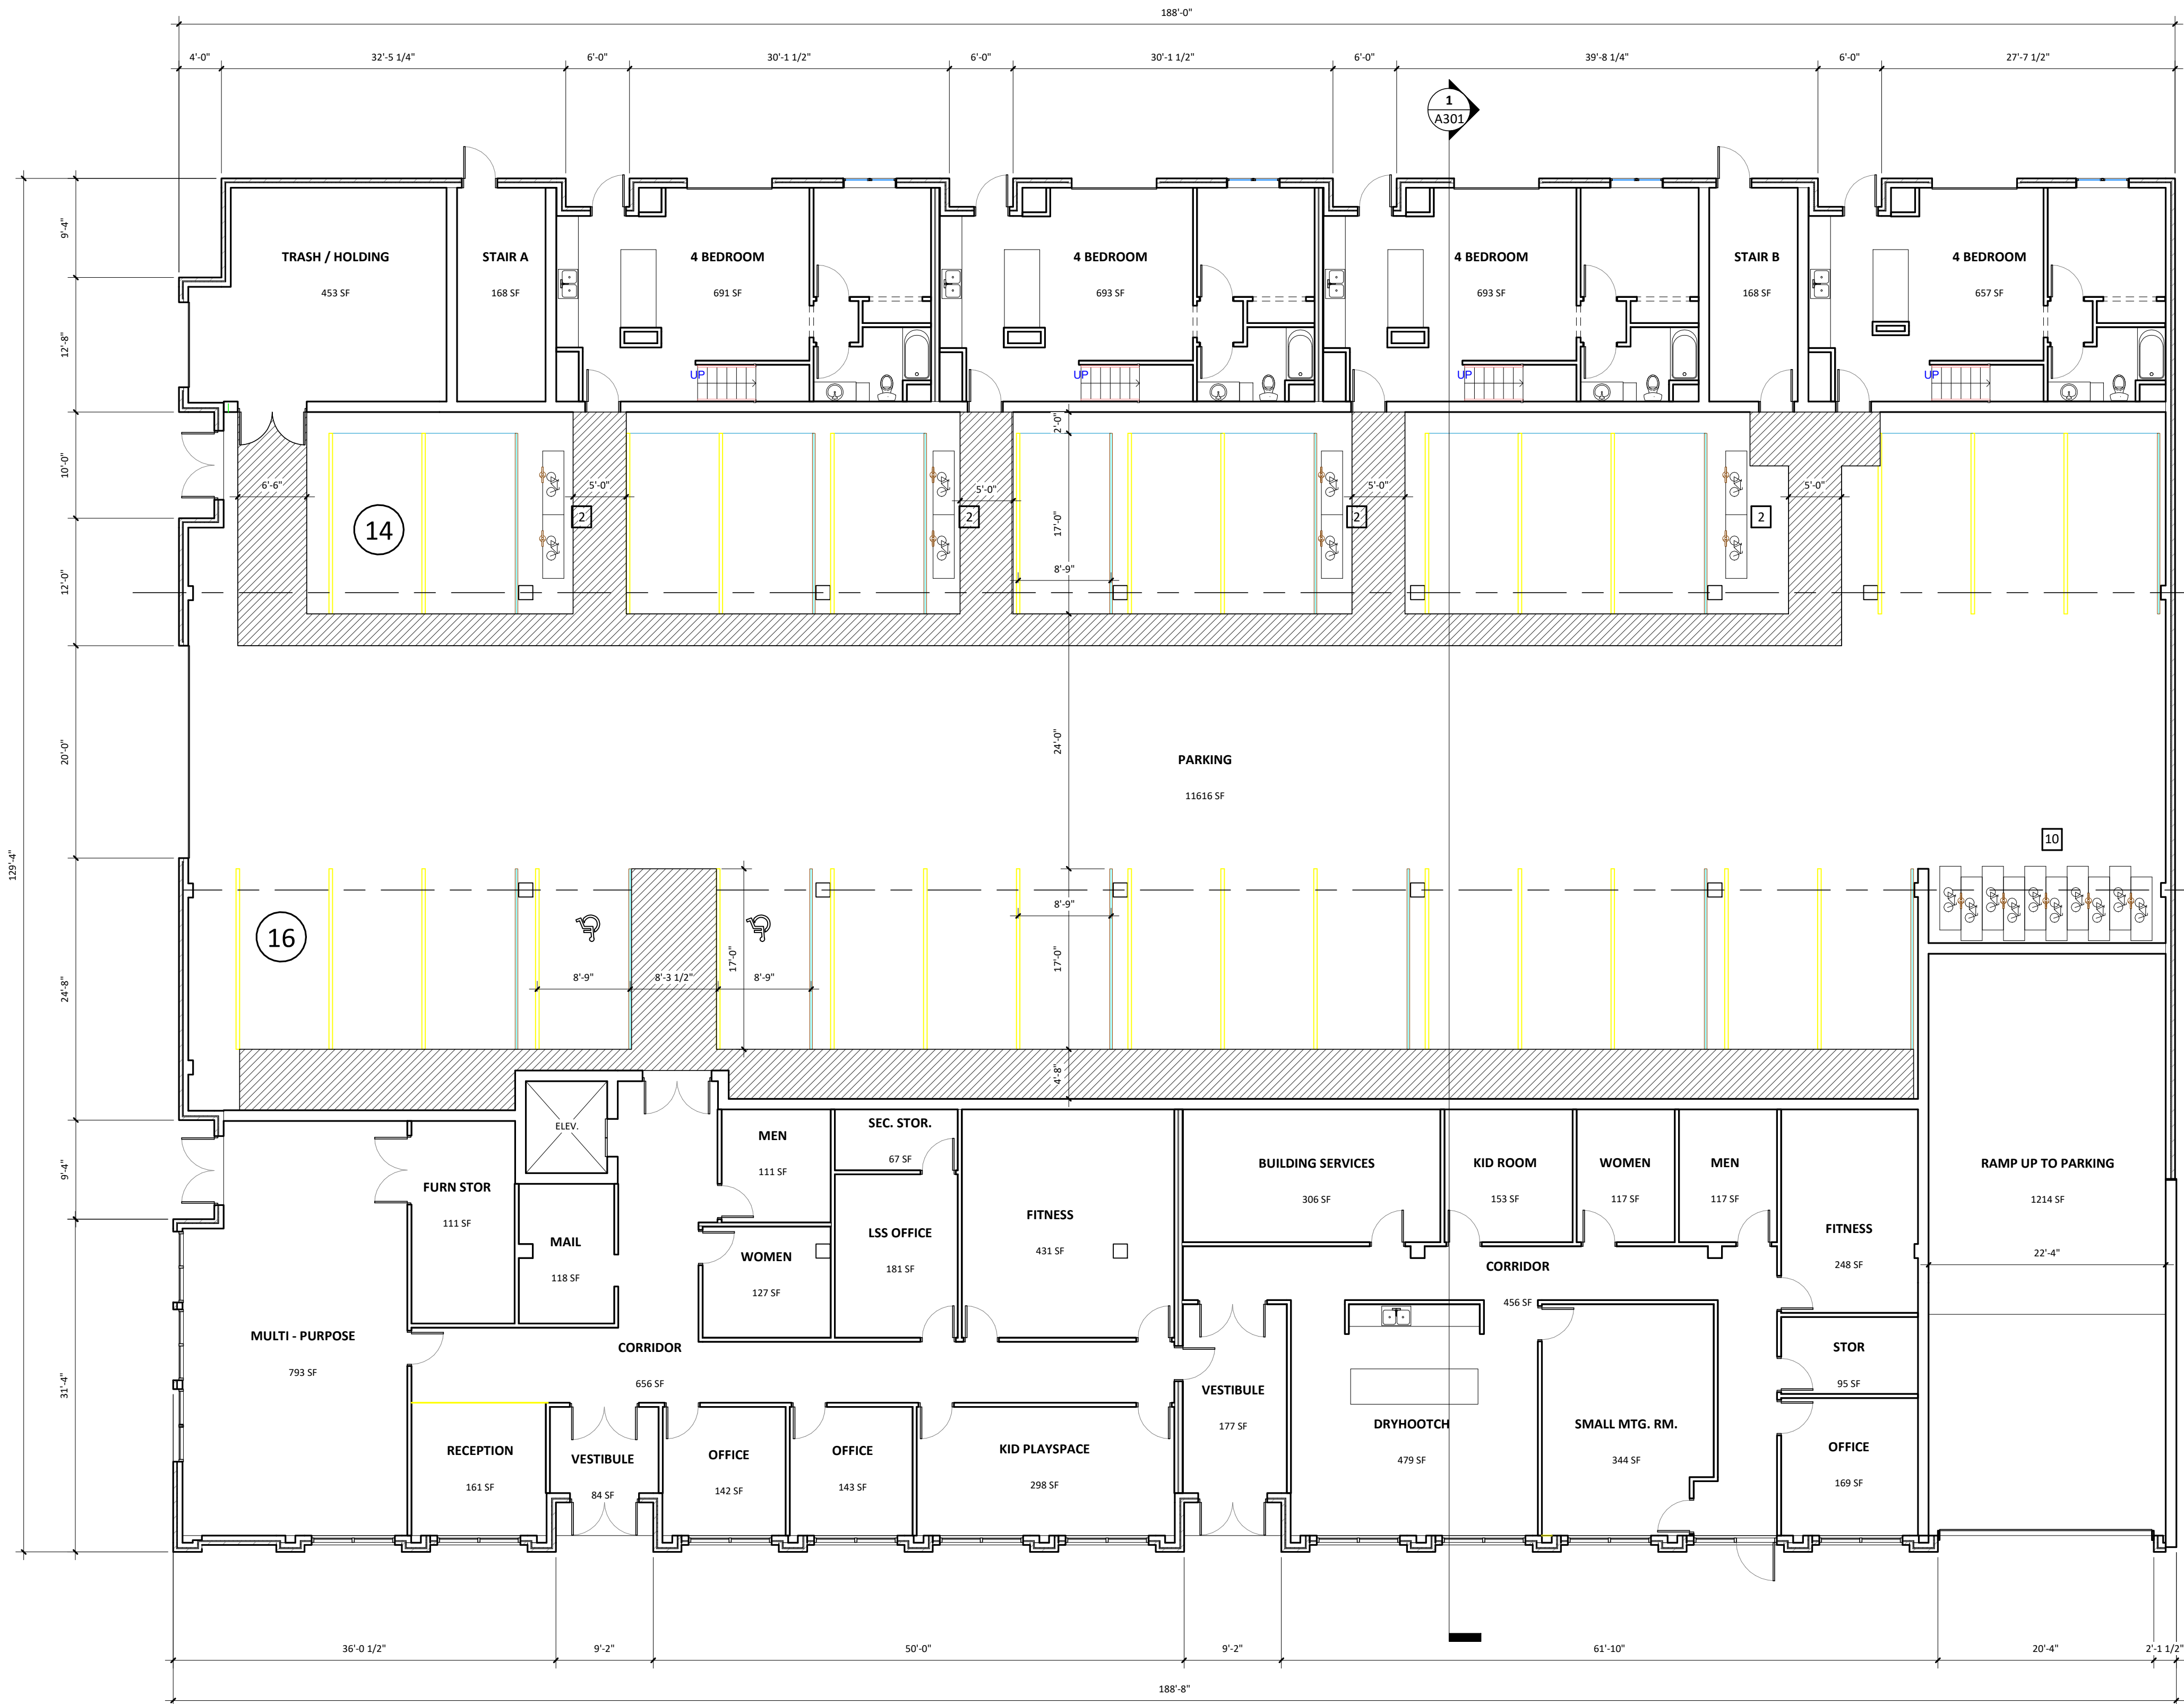 188'-0"
4'-0"
32'-5 1/4"
6'-0"
30'-1 1/2"
6'-0"
30'-1 1/2"
6'-0"
39'-8 1/4"
6'-0"
27'-7 1/2"
1
A301
9'-4"
TRASH / HOLDING
453 SF
STAIR A
168 SF
4 BEDROOM
691 SF
4 BEDROOM
693 SF
4 BEDROOM
693 SF
STAIR B
168 SF
4 BEDROOM
657 SF
12'-8"
UP
UP
UP
UP
2'-0"
10'-0"
6'-6"
14
5'-0"
2
5'-0"
2
17'-0"
5'-0"
2
2
5'-0"
12'-0"
8'-9"
20'-0"
24'-0"
PARKING
11616 SF
129'-4"
10
16
8'-9"
24'-8"
8'-9"
8'-3 1/2"
17'-0"
8'-9"
17'-0"
4'-8"
9'-4"
ELEV.
MEN
111 SF
SEC. STOR.
67 SF
FURN STOR
111 SF
MAIL
118 SF
WOMEN
127 SF
LSS OFFICE
181 SF
FITNESS
431 SF
BUILDING SERVICES
306 SF
KID ROOM
153 SF
WOMEN
117 SF
MEN
117 SF
FITNESS
248 SF
RAMP UP TO PARKING
1214 SF
22'-4"
CORRIDOR
456 SF
31'-4"
MULTI - PURPOSE
793 SF
CORRIDOR
656 SF
VESTIBULE
177 SF
STOR
95 SF
RECEPTION
161 SF
VESTIBULE
84 SF
OFFICE
142 SF
OFFICE
143 SF
KID PLAYSPACE
298 SF
DRYHOOTCH
479 SF
SMALL MTG. RM.
344 SF
OFFICE
169 SF
36'-0 1/2"
9'-2"
50'-0"
9'-2"
61'-10"
20'-4"
2'-1 1/2"
188'-8"